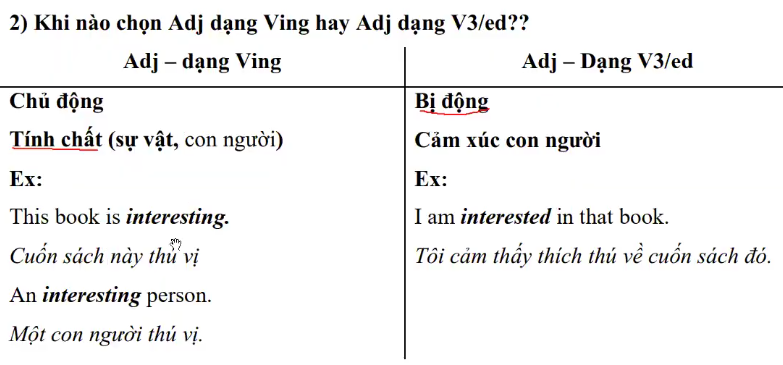 2) Khi nào chọn Adj dạng Ving hay Adj dạng V3/ed??
Adj – dạng Ving
Chủ động
Tính chất (sự vật, con người)
Ex:
This book is interesting.
Cuốn sách này thú vị
An interesting person.
Một con người thú vị.
Adj – Dạng V3/ed
Bị động
Cảm xúc con người
Ex:
I am interested in that book.
Tôi cảm thấy thích thú về cuốn sách đó.